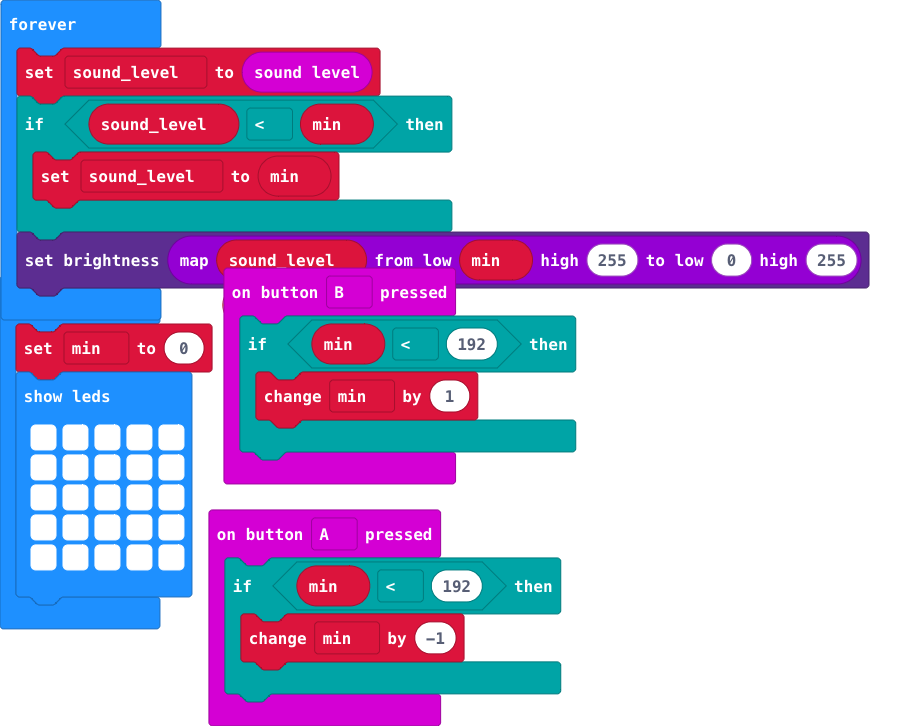 forever
set sound_level to sound level
if sound_level < min then
set sound_level to min
set brightness map sound_level from low min high 255 to low 0 high 255
on button B pressed
if min < 192 then
change min by 1
set min to 0
show leds
on button A pressed
if min < 192 then
change min by -1